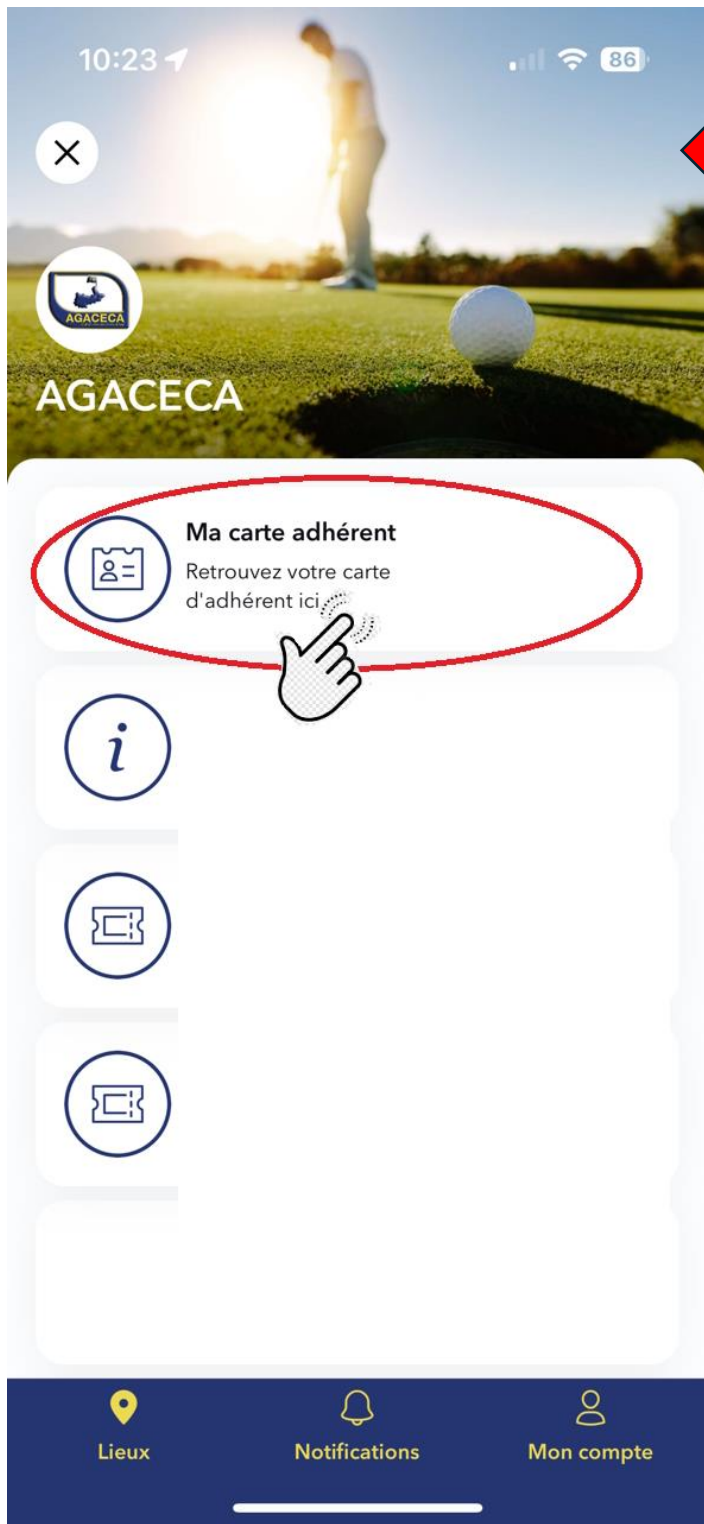 10:23
86
AGACECA
AGACECA
Ma carte adhérent
Retrouvez votre carte
d'adhérent ici
i
Lieux
Notifications
Mon compte